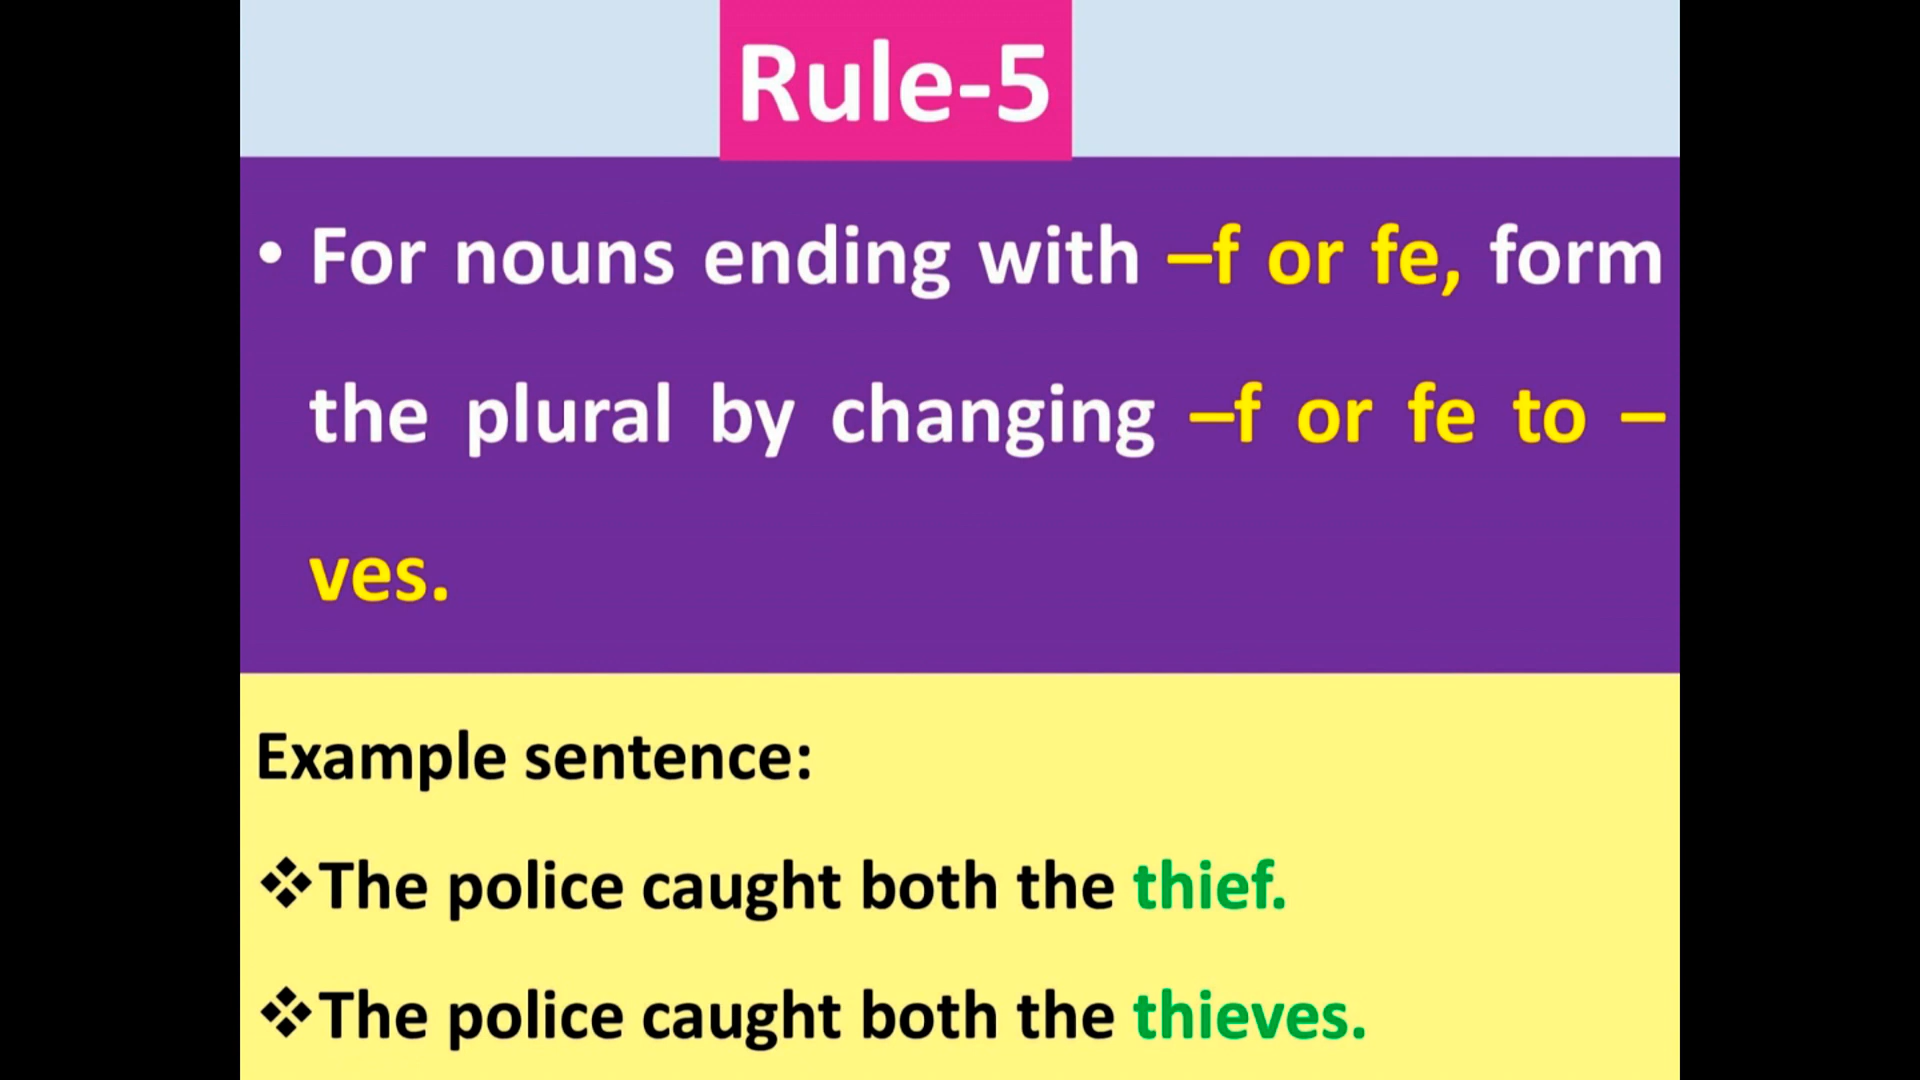 Rule-5
• For nouns ending with –f or fe, form
the plural by changing –f or fe to –
ves.
Example sentence:
❖The police caught both the thief.
❖The police caught both the thieves.